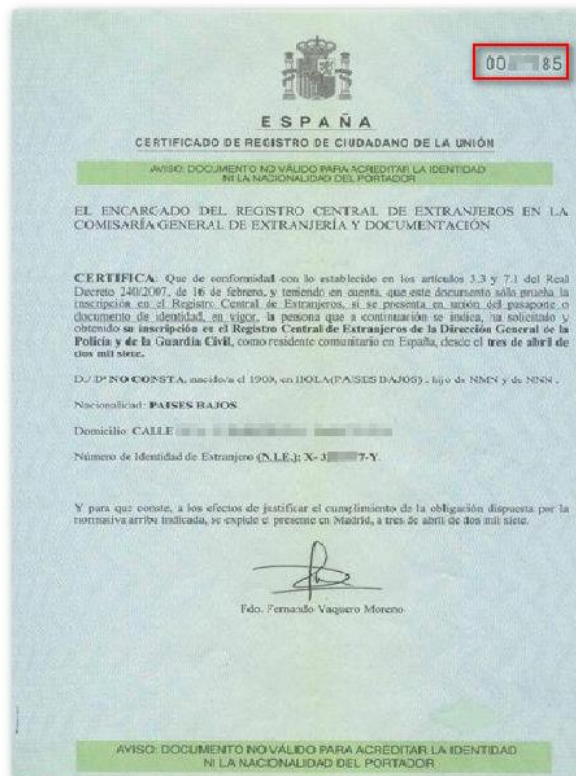 00 85
ESPAÑA
CERTIFICADO DE REGISTRO DE CIUDADANO DE LA UNIÓN
AVISO: DOCUMENTO NO VÁLIDO PARA ACREDITAR LA IDENTIDAD
NI LA NACIONALIDAD DEL PORTADOR
EL ENCARGADO DEL REGISTRO CENTRAL DE EXTRANJEROS EN LA
COMISARÍA GENERAL DE EXTRANJERÍA Y DOCUMENTACIÓN
CERTIFICA: Que de conformidad con lo establecido en los artículos 3.3 y 7.1 del Real
Decreto 240/2007, de 16 de febrero, y teniendo en cuenta, que este documento sólo prueba la
inscripción en el Registro Central de Extranjeros, si se presenta en unión del pasaporte o
documento de identidad, en vigor, la persona que a continuación se indica, ha solicitado y
obtenido su inscripción en el Registro Central de Extranjeros de la Dirección General de la
Policía y de la Guardia Civil, como residente comunitario en España, desde el tres de abril de
dos mil siete.
D./ Dª NO CONSTA, nacido/a el 1900, en HOLA(PAISES BAJOS) , hijo de NMN y de NNN .
Nacionalidad: PAISES BAJOS
Domicilio: CALLE
Número de Identidad de Extranjero (N.I.E.): X- 3 7-Y.
Y para que conste, a los efectos de justificar el cumplimiento de la obligación dispuesta por la
normativa arriba indicada, se expide el presente en Madrid, a tres de abril de dos mil siete.
Fdo. Fernando Vaquero Moreno
AVISO: DOCUMENTO NO VÁLIDO PARA ACREDITAR LA IDENTIDAD
NI LA NACIONALIDAD DEL PORTADOR